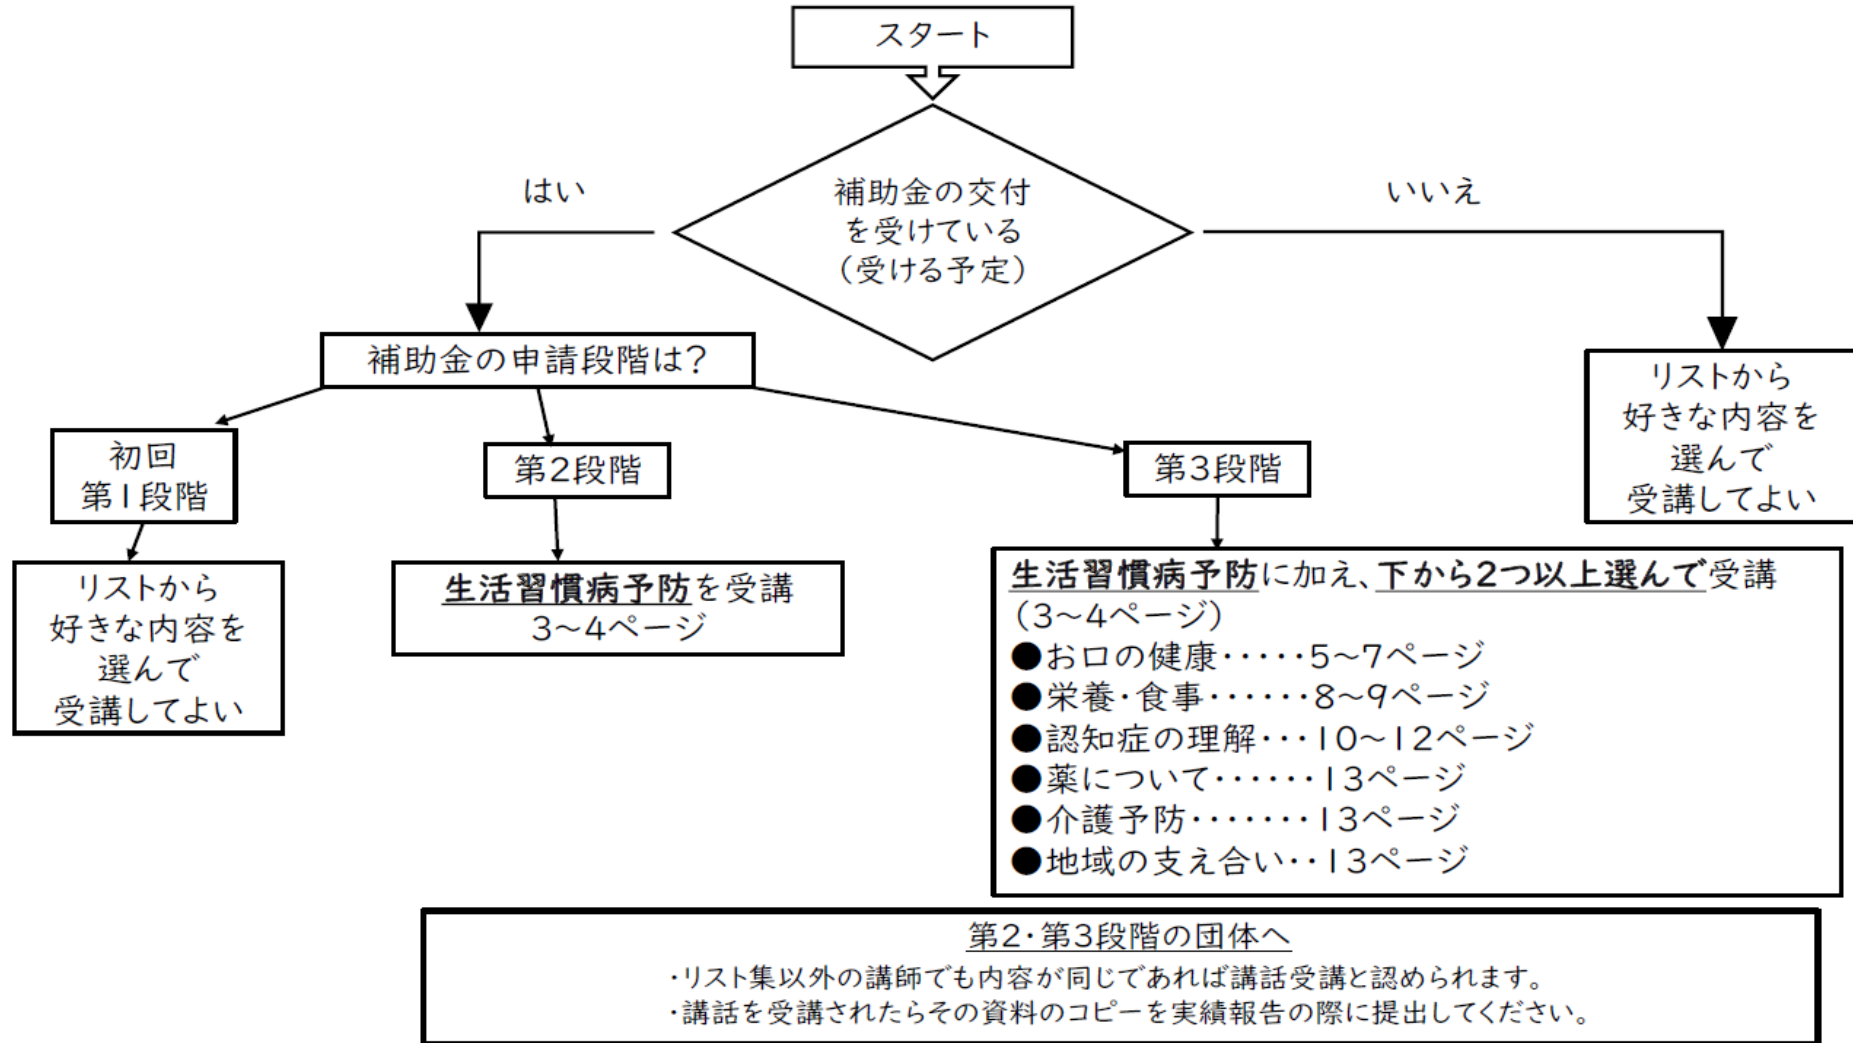 スタート
補助金の交付
を受けている
(受ける予定)
はい
いいえ
補助金の申請段階は?
初回
第1段階
第2段階
第3段階
リストから
好きな内容を
選んで
受講してよい
リストから
好きな内容を
選んで
受講してよい
生活習慣病予防を受講
3~4ページ
生活習慣病予防に加え、下から2つ以上選んで受講
(3~4ページ)
●お口の健康・・・・・5~7ページ
●栄養・食事・・・・・・8~9ページ
●認知症の理解・・・10~12ページ
●薬について・・・・・・13ページ
●介護予防・・・・・・・13ページ
●地域の支え合い・・13ページ
第2・第3段階の団体へ
・リスト集以外の講師でも内容が同じであれば講話受講と認められます。
・講話を受講されたらその資料のコピーを実績報告の際に提出してください。